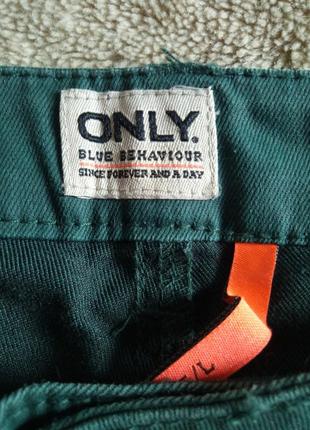 ONLY.
BLUE BEHAVIOUR
SINCE FOREVER AND A DAY